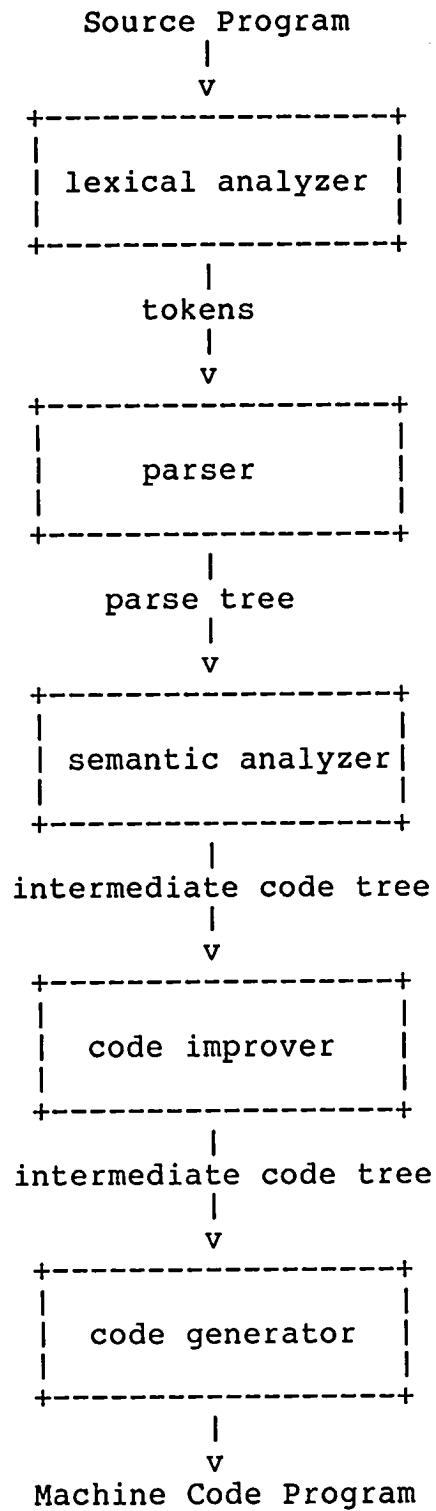 Source Program
|
v
+------------------+
|                  |
| lexical analyzer |
|                  |
+------------------+
|
tokens
|
v
+------------------+
|                  |
|      parser      |
|                  |
+------------------+
|
parse tree
|
v
+------------------+
|                  |
| semantic analyzer|
|                  |
+------------------+
|
intermediate code tree
|
v
+------------------+
|                  |
|  code improver   |
|                  |
+------------------+
|
intermediate code tree
|
v
+------------------+
|                  |
|  code generator  |
|                  |
+------------------+
|
v
Machine Code Program